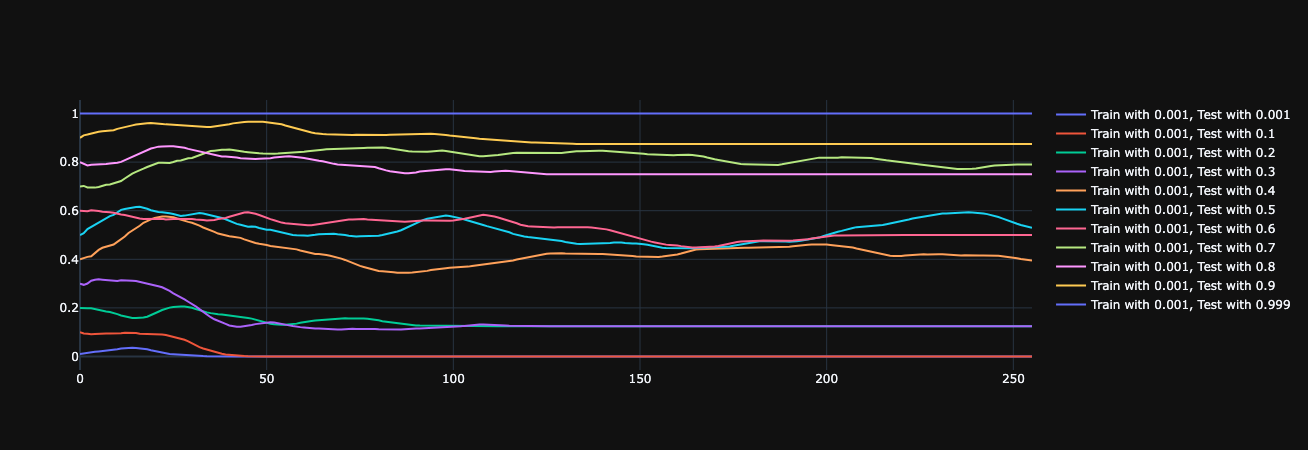 1
0.8
0.6
0.4
0.2
0
0 50 100 150 200 250
Train with 0.001, Test with 0.001
Train with 0.001, Test with 0.1
Train with 0.001, Test with 0.2
Train with 0.001, Test with 0.3
Train with 0.001, Test with 0.4
Train with 0.001, Test with 0.5
Train with 0.001, Test with 0.6
Train with 0.001, Test with 0.7
Train with 0.001, Test with 0.8
Train with 0.001, Test with 0.9
Train with 0.001, Test with 0.999